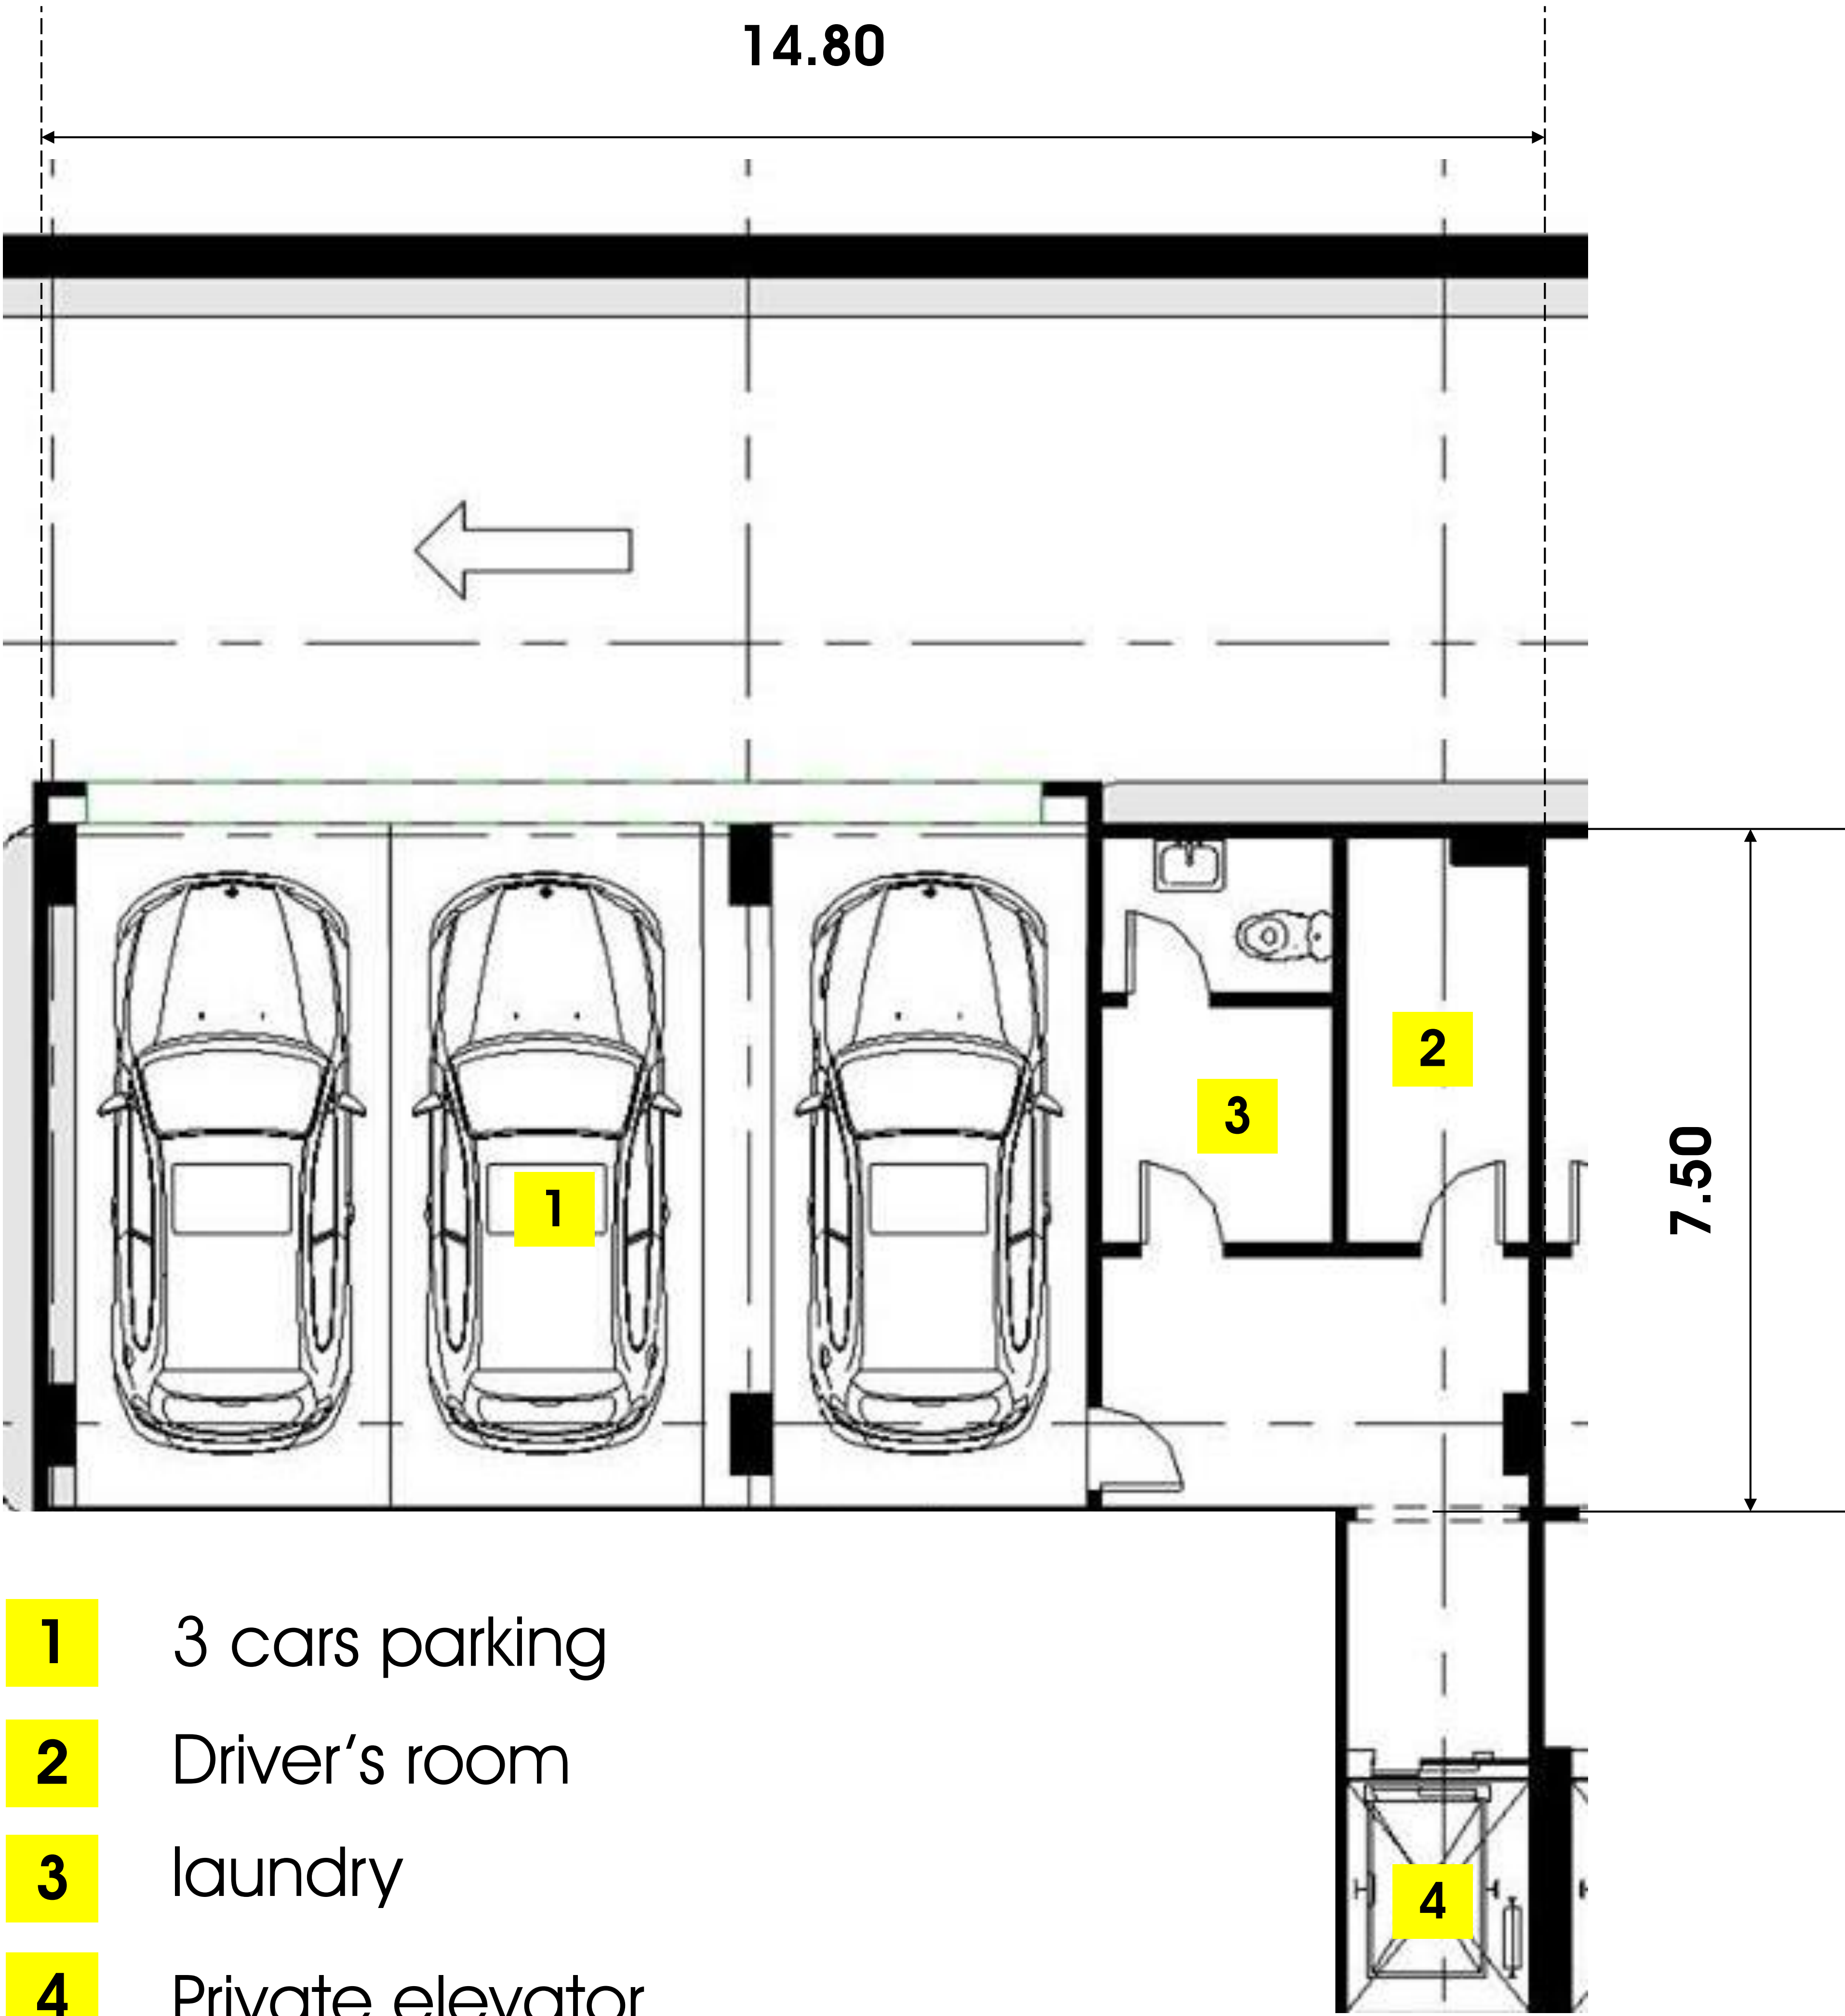 14.80
2
3
1
7.50
4
1 3 cars parking
2 Driver's room
3 laundry
4 Private elevator